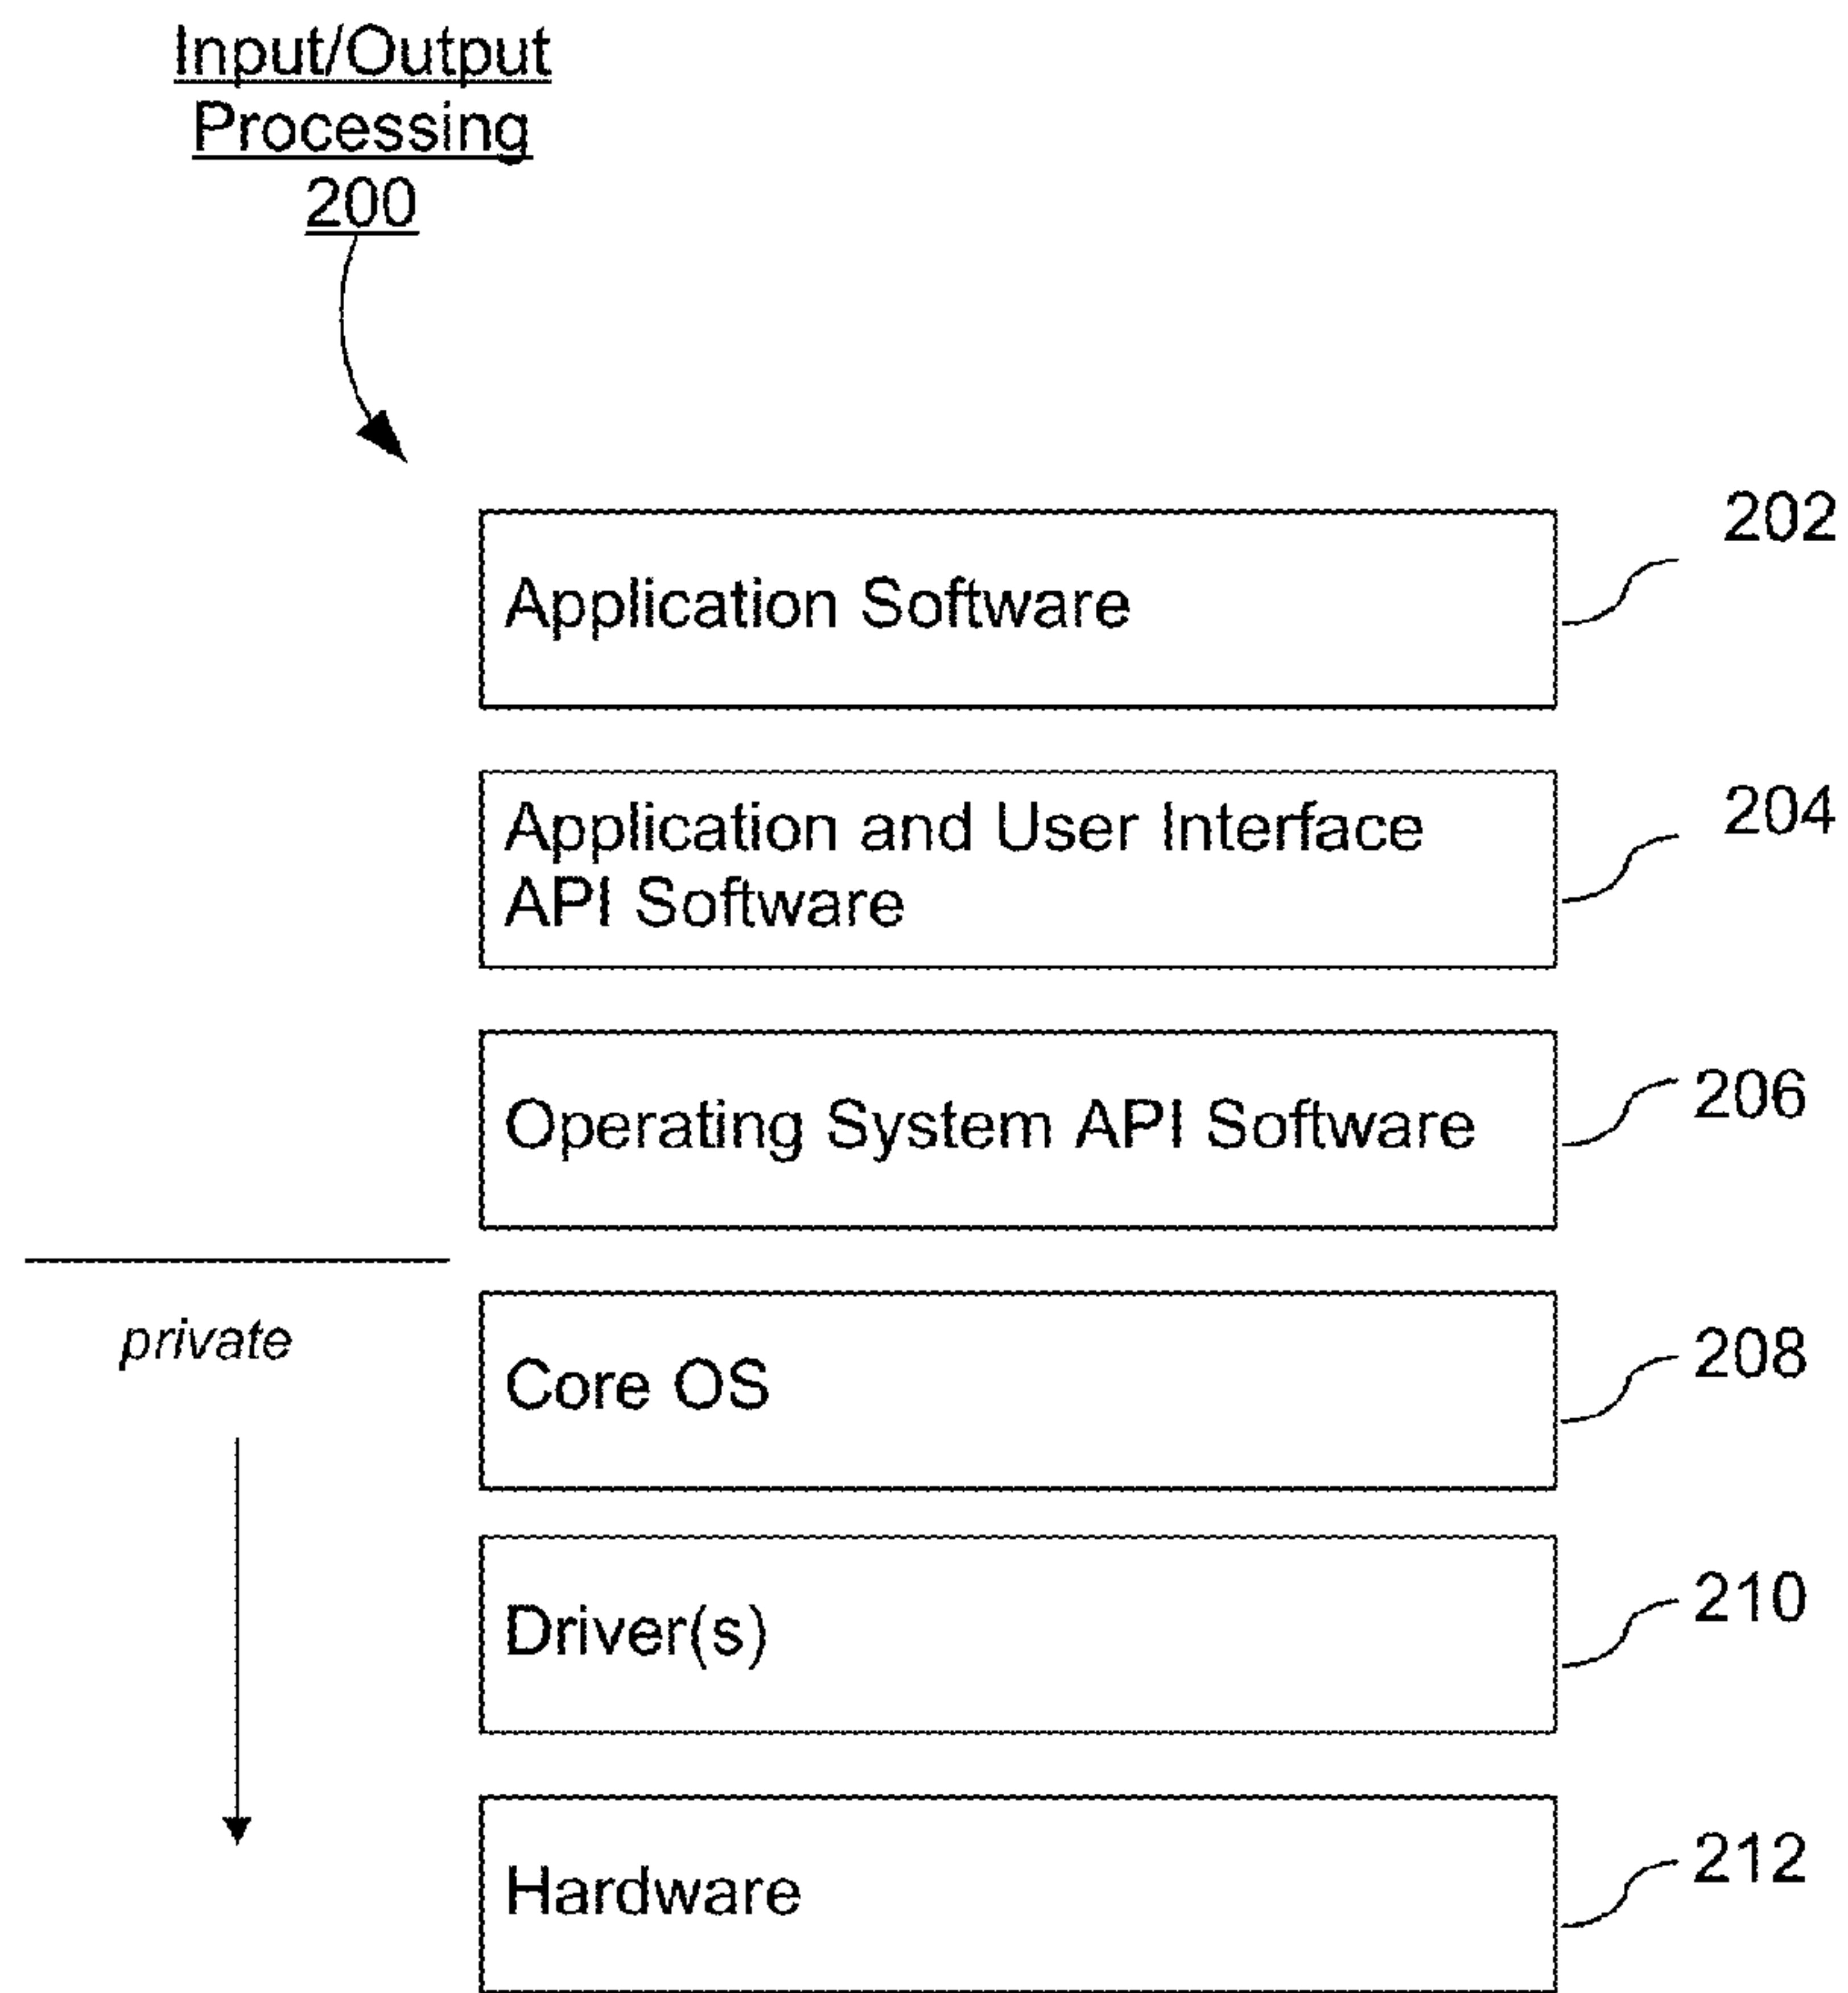 Input/Output
Processing
200
202
Application Software
204
Application and User Interface
API Software
206
Operating System API Software
private
208
Core OS
210
Driver(s)
212
Hardware